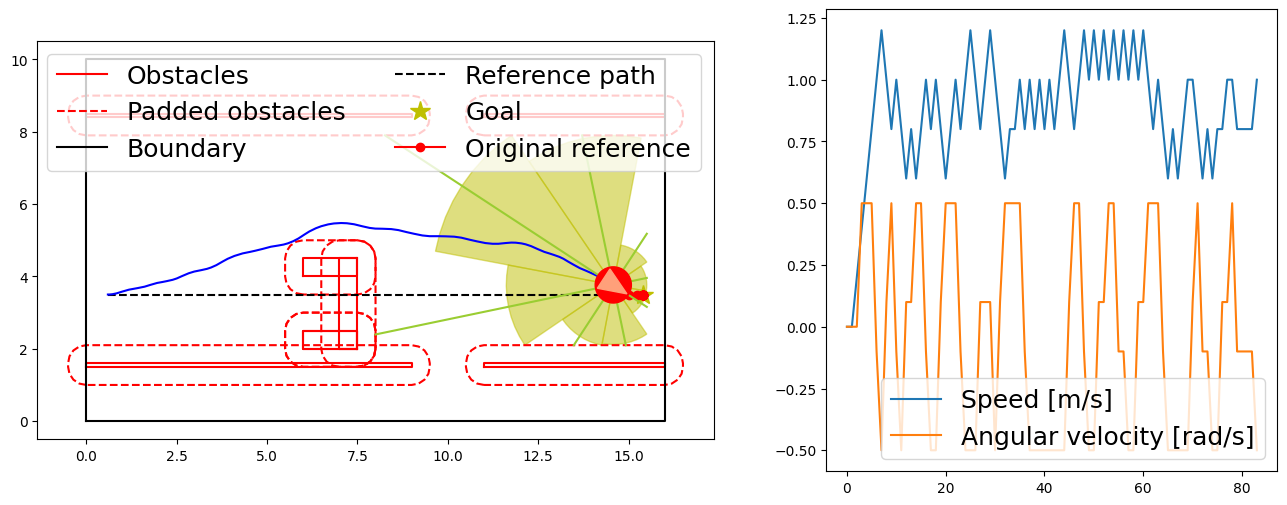 10
8
6
4
2
0
0.0 2.5 5.0 7.5 10.0 12.5 15.0
Obstacles
Padded obstacles
Boundary
Reference path
Goal
Original reference
1.25
1.00
0.75
0.50
0.25
0.00
−0.25
−0.50
0 20 40 60 80
Speed [m/s]
Angular velocity [rad/s]